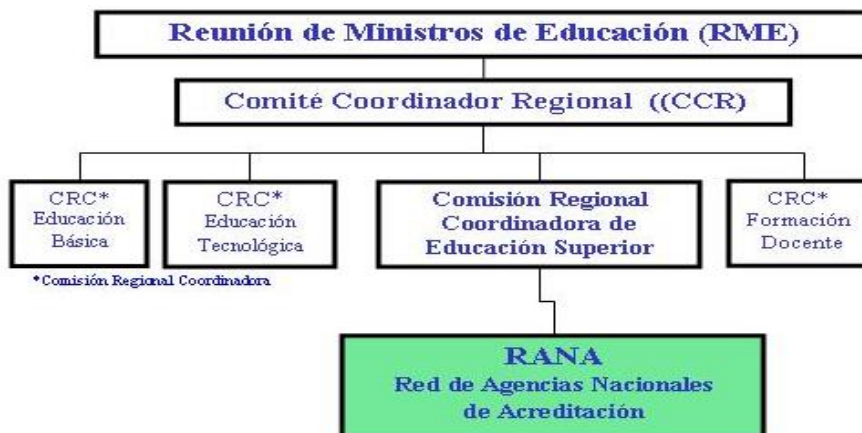 Reunión de Ministros de Educación (RME)
Comité Coordinador Regional ((CCR)
CRC*
Educación
Básica
CRC*
Educación
Tecnológica
Comisión Regional
Coordinadora de
Educación Superior
CRC*
Formación
Docente
*Comisión Regional Coordinadora
RANA
Red de Agencias Nacionales
de Acreditación